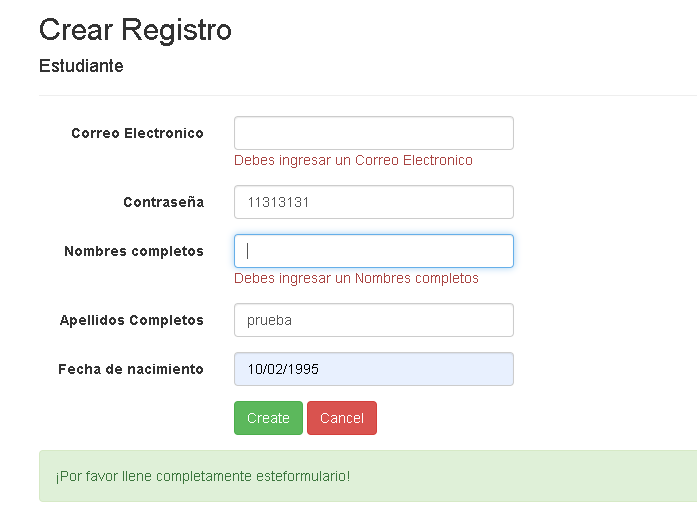 Crear Registro
Estudiante
Correo Electronico
Debes ingresar un Correo Electronico
Contraseña 11313131
Nombres completos
Debes ingresar un Nombres completos
Apellidos Completos prueba
Fecha de nacimiento 10/02/1995
Create Cancel
¡Por favor llene completamente esteformulario!